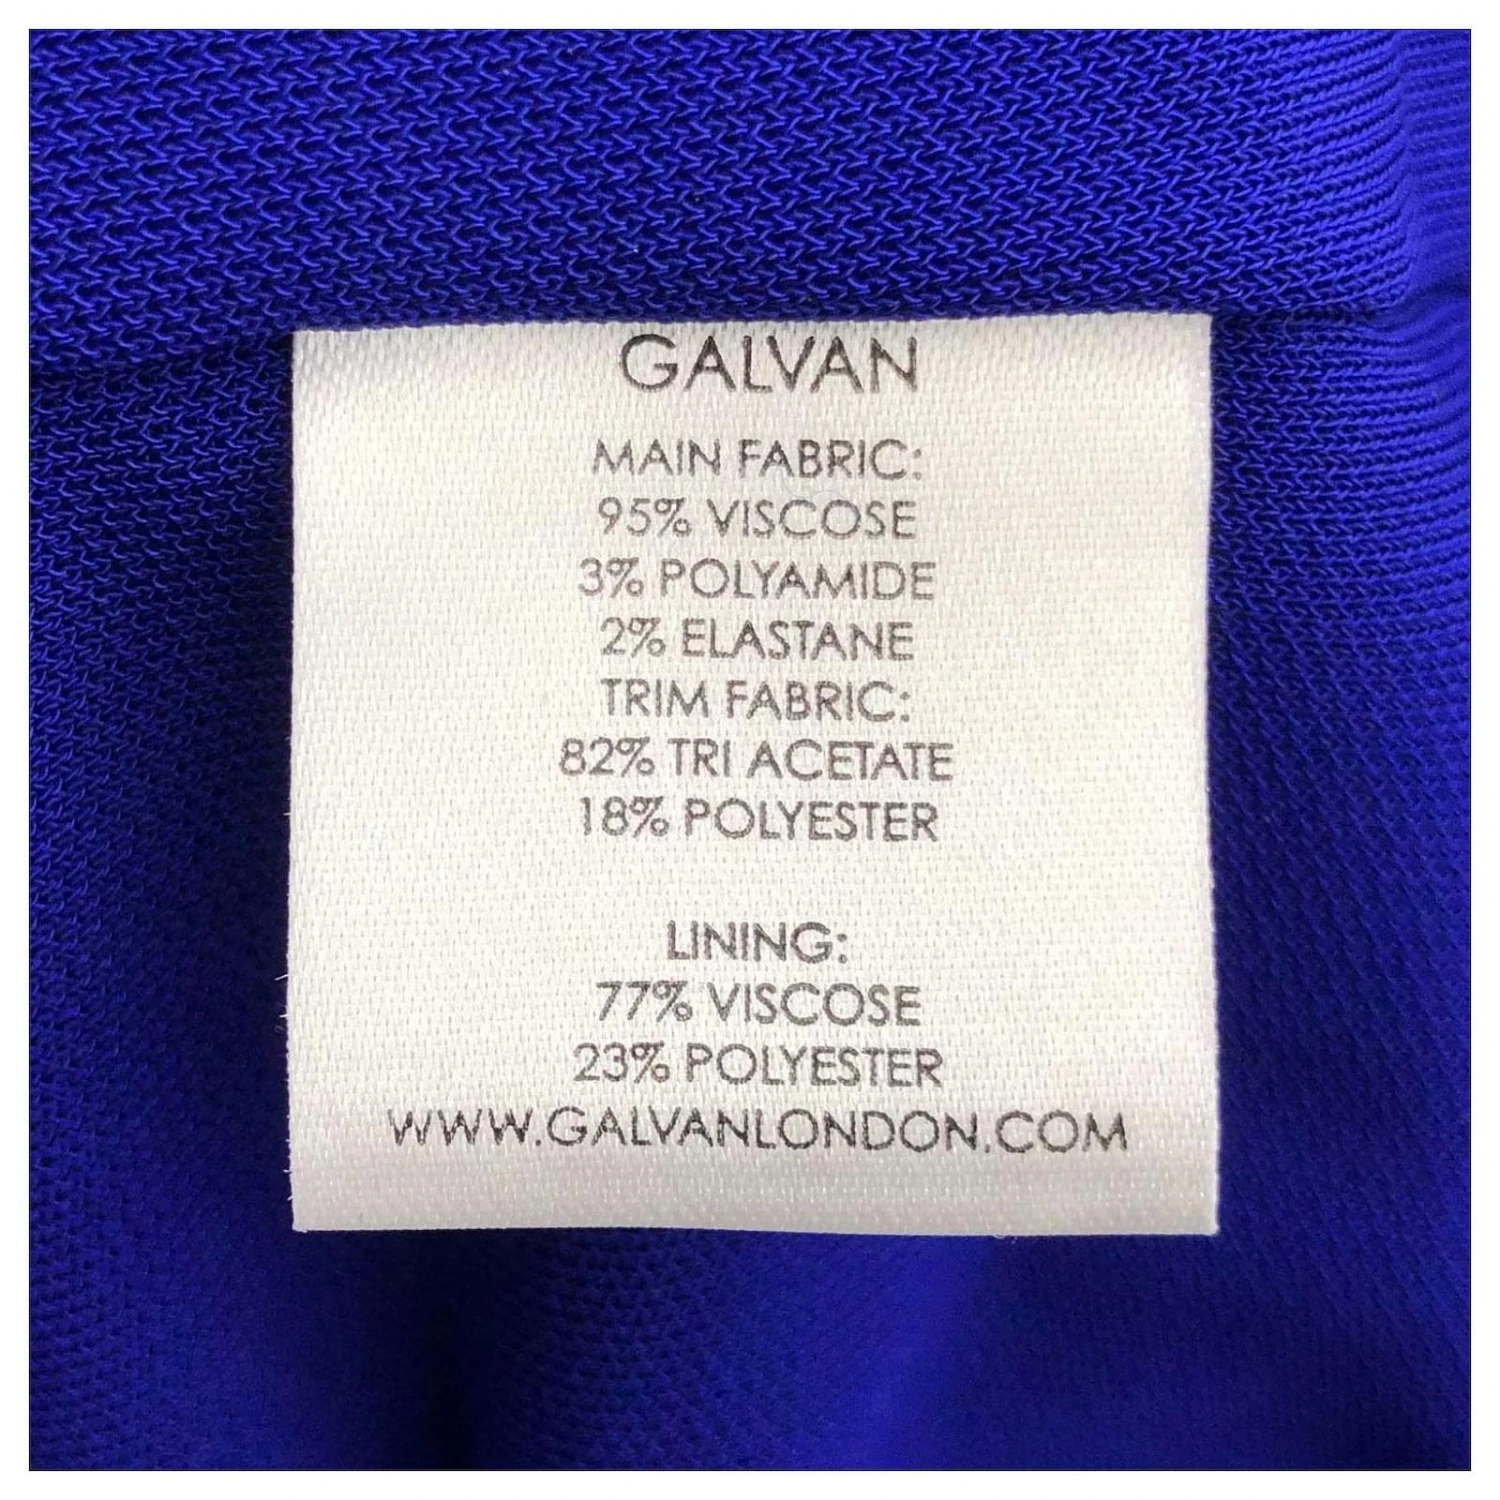 GALVAN
MAIN FABRIC:
95% VISCOSE
3% POLYAMIDE
2% ELASTANE
TRIM FABRIC:
82% TRI ACETATE
18% POLYESTER
LINING:
77% VISCOSE
23% POLYESTER
WWW.GALVANLONDON.COM